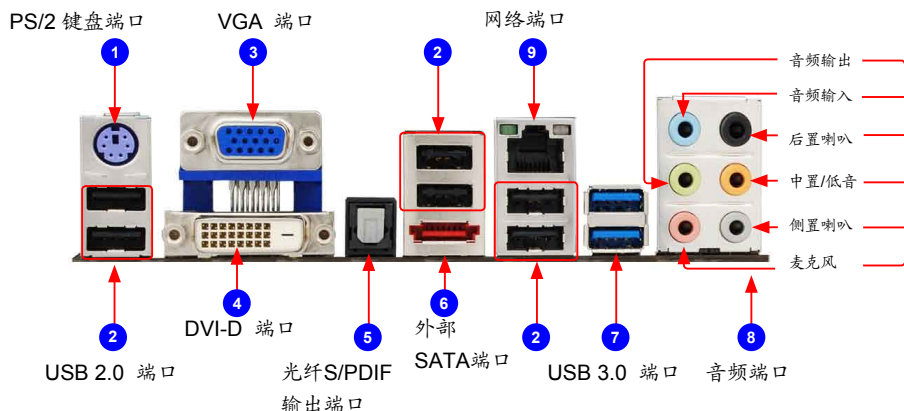 PS/2 键盘端口
VGA 端口
网络端口
1
3
2
9
音频输出
音频输入
后置喇叭
中置/低音
侧置喇叭
麦克风
2
4
5
6
2
7
8
USB 2.0 端口
DVI-D 端口
光纤S/PDIF
输出端口
外部
SATA端口
USB 3.0 端口
音频端口